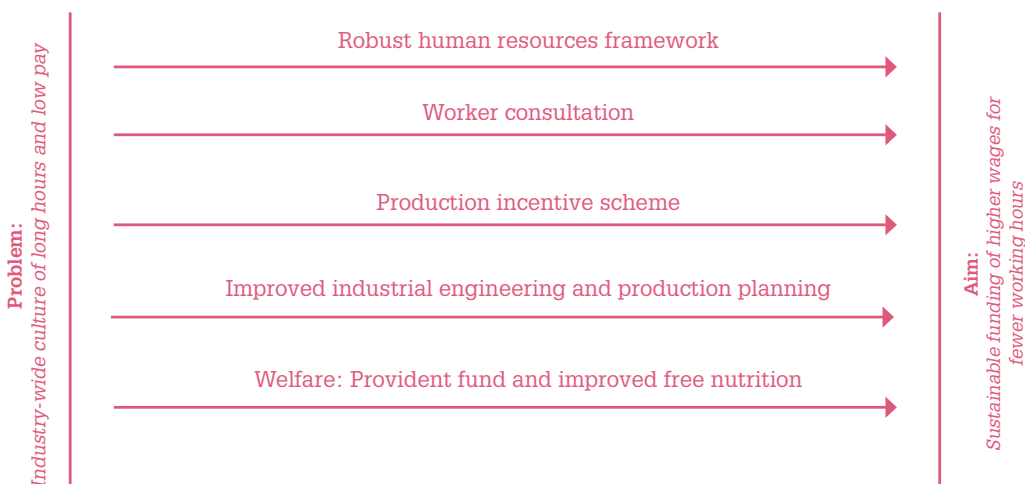 Problem:
Industry-wide culture of long hours and low pay
Robust human resources framework
Worker consultation
Production incentive scheme
Improved industrial engineering and production planning
Welfare: Provident fund and improved free nutrition
Aim:
Sustainable funding of higher wages for
fewer working hours